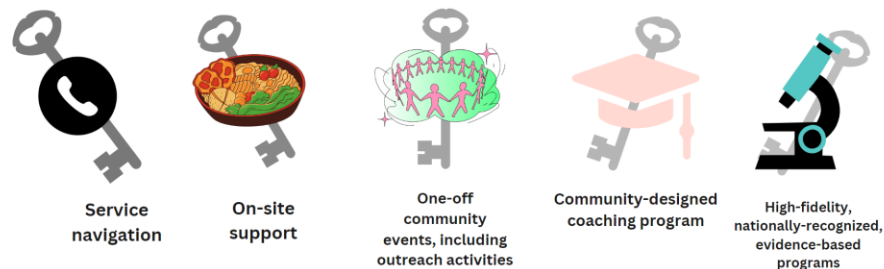 Service
navigation
On-site
support
One-off
community
events, including
outreach activities
Community-designed
coaching program
High-fidelity,
nationally-recognized,
evidence-based
programs